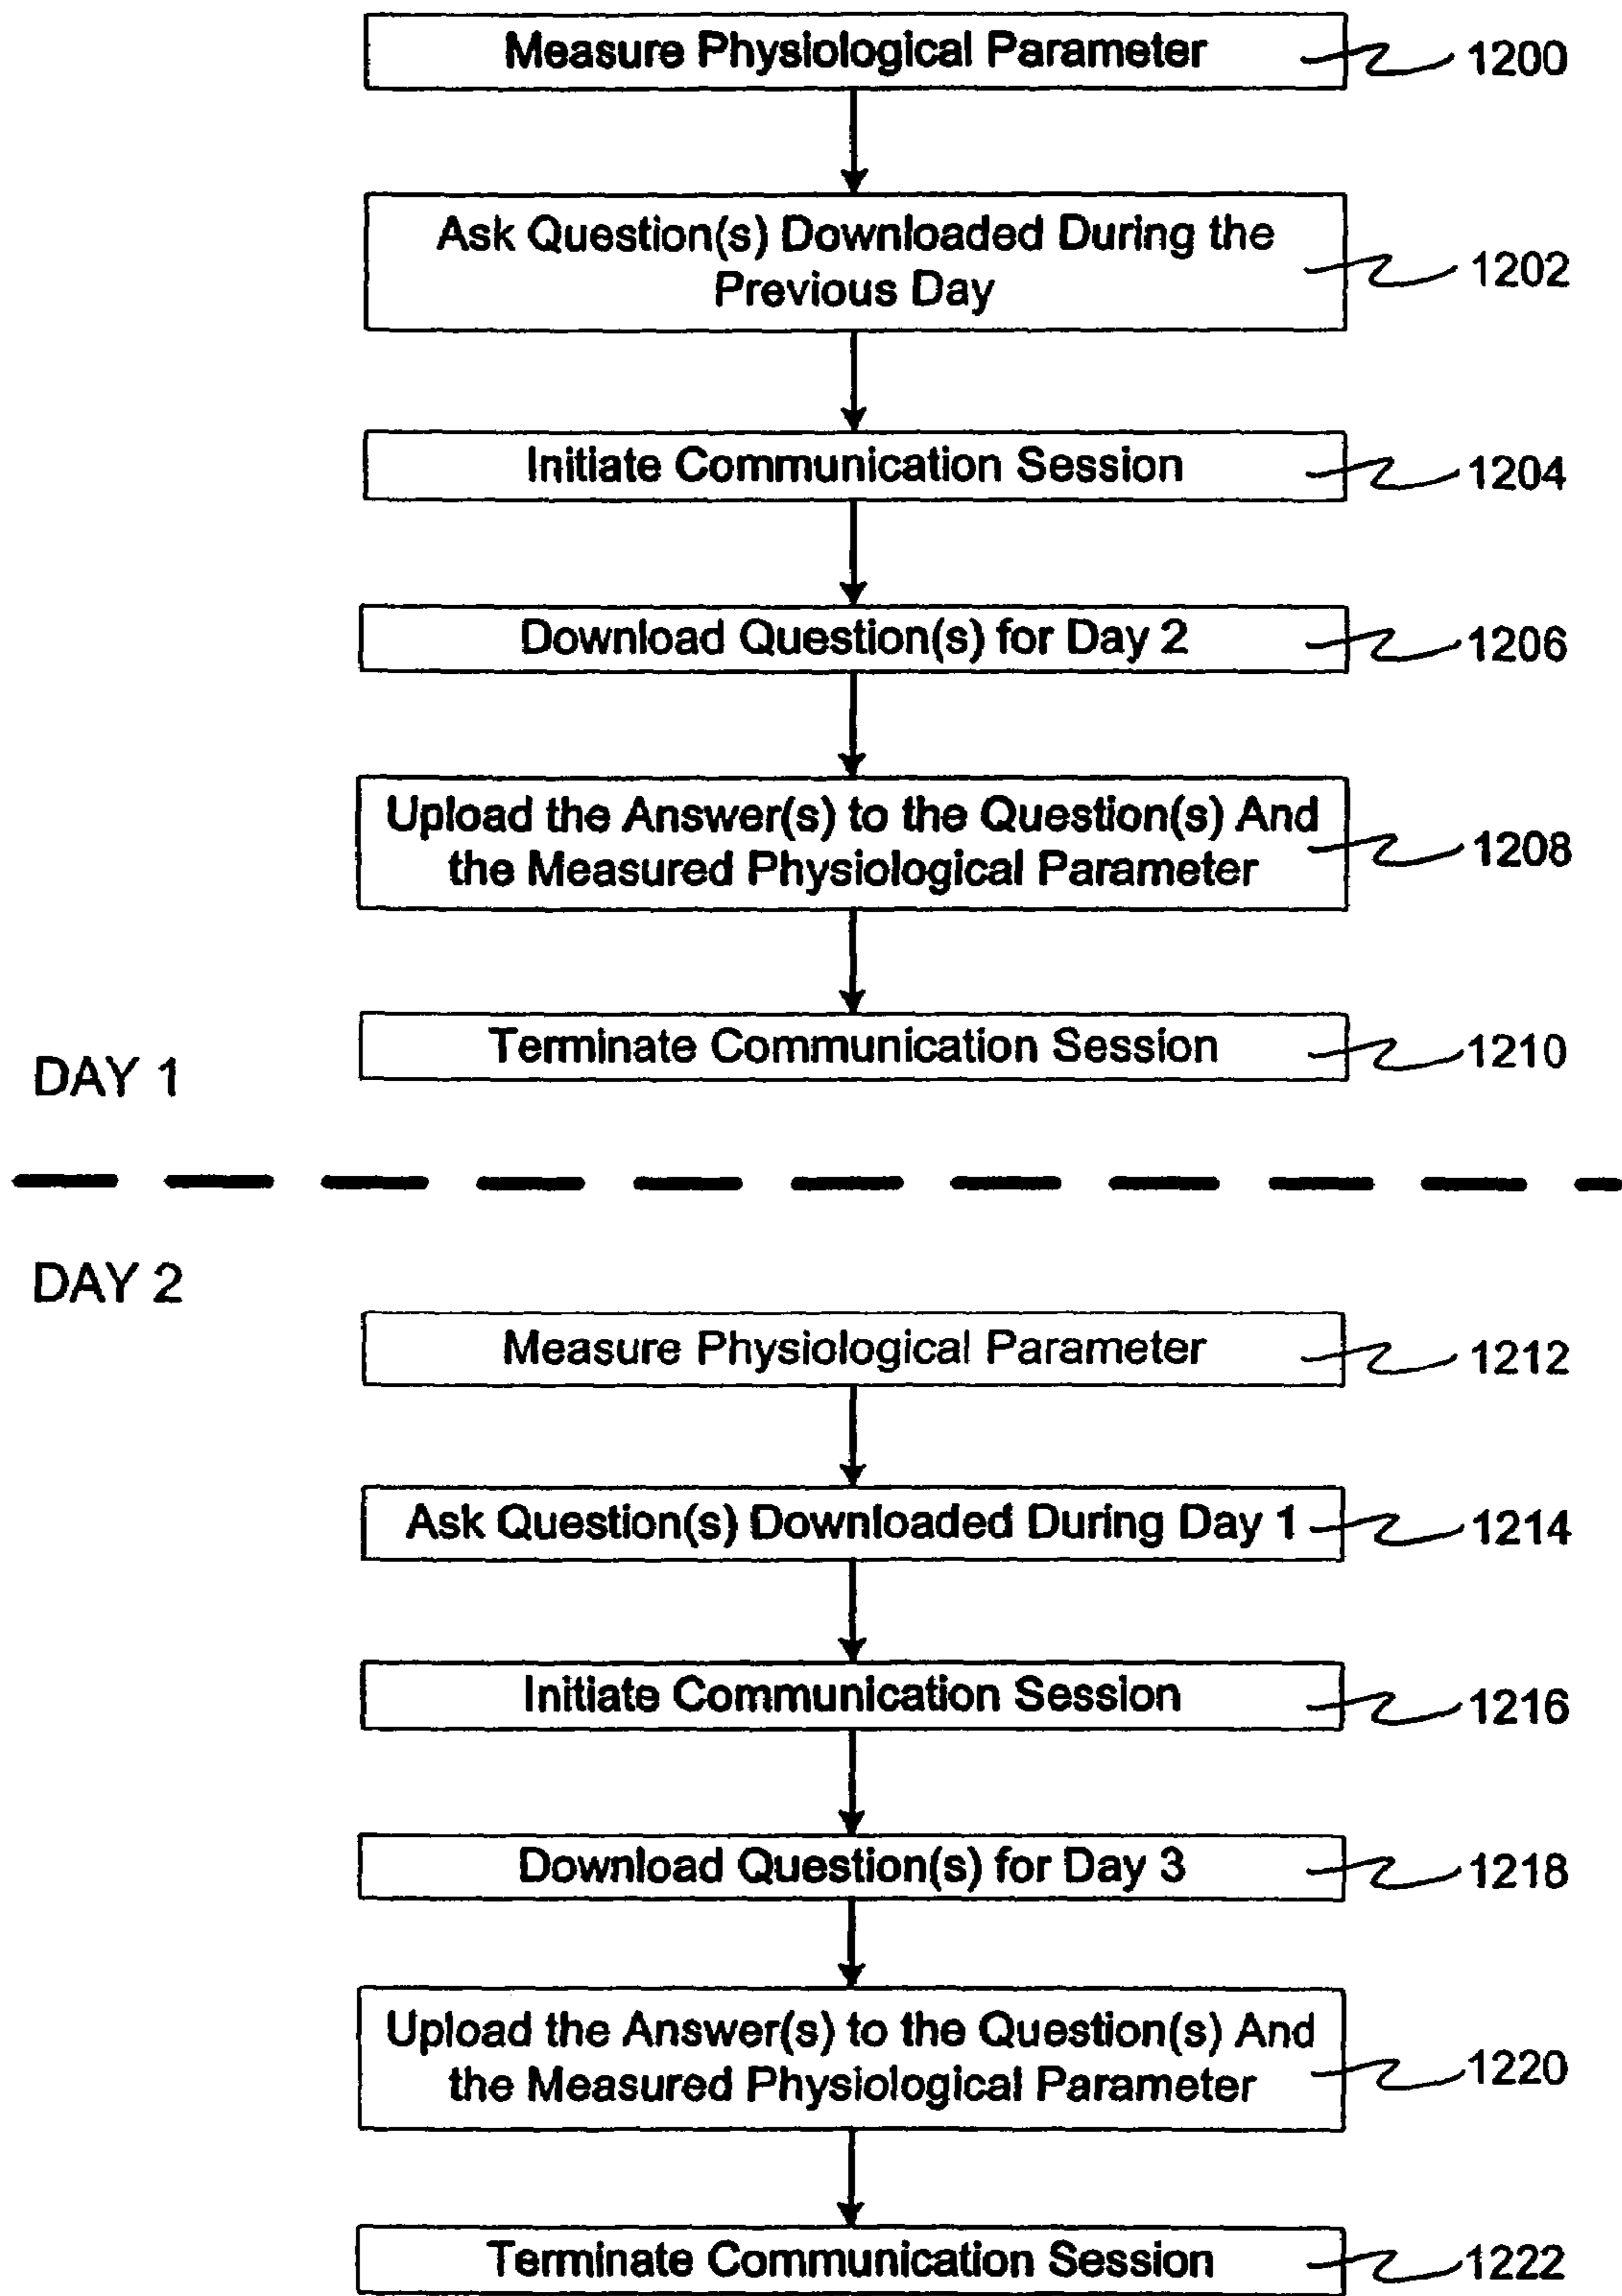 Measure Physiological Parameter
1200
Ask Question(s) Downloaded During the
Previous Day
1202
Initiate Communication Session
1204
Download Question(s) for Day 2
1206
Upload the Answer(s) to the Question(s) And
the Measured Physiological Parameter
1208
Terminate Communication Session
1210
DAY 1
DAY 2
Measure Physiological Parameter
1212
Ask Question(s) Downloaded During Day 1
1214
Initiate Communication Session
1216
Download Question(s) for Day 3
1218
Upload the Answer(s) to the Question(s) And
the Measured Physiological Parameter
1220
Terminate Communication Session
1222